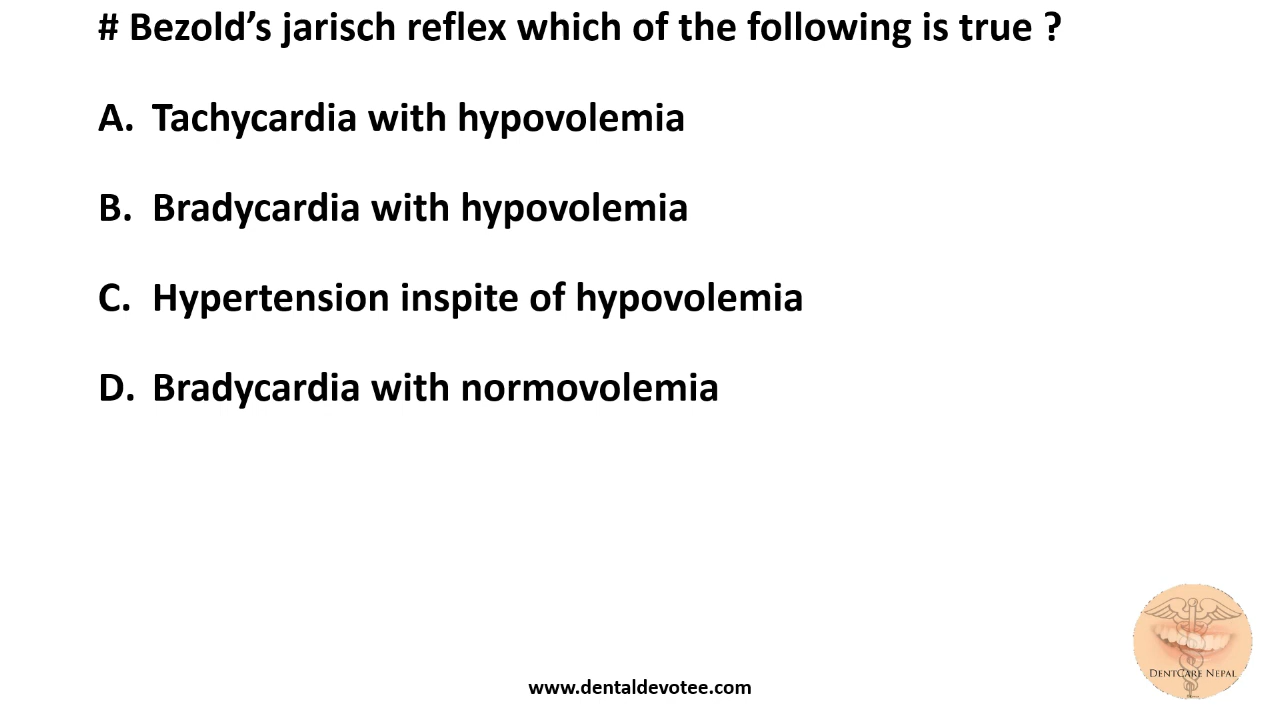 # Bezold’s jarisch reflex which of the following is true ?
A. Tachycardia with hypovolemia
B. Bradycardia with hypovolemia
C. Hypertension inspite of hypovolemia
D. Bradycardia with normovolemia
DentCare Nepal
www.dentaldevotee.com